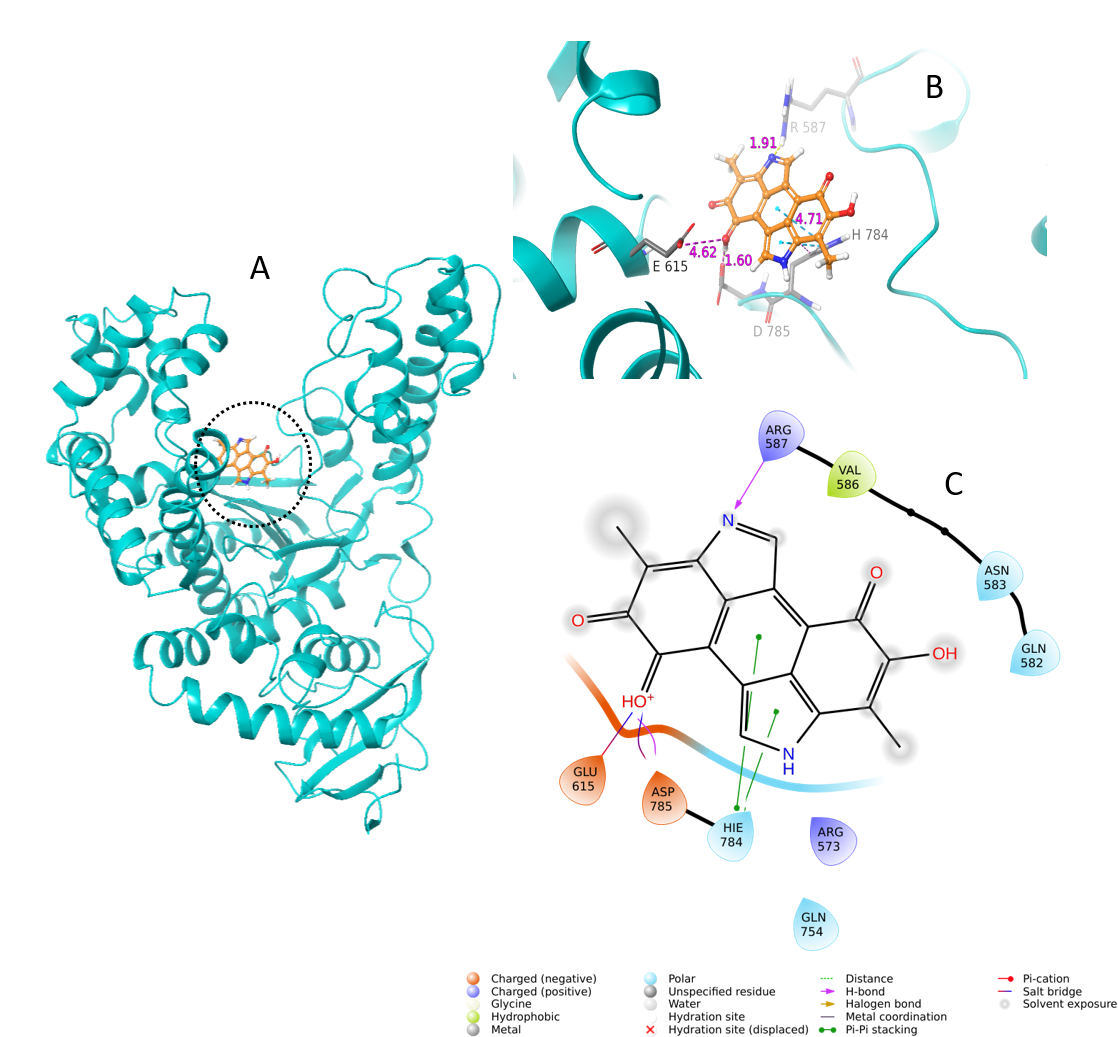 A
B
R 587
1.91
4.71
H 784
4.62
1.60
E 615
D 785
C
ARG
587
VAL
586
N
ASN
583
O
GLN
582
O
OH
HO+
N
H
GLU
615
ASP
785
HIE
784
ARG
573
GLN
754
Charged (negative)
Charged (positive)
Glycine
Hydrophobic
Metal
Polar
Unspecified residue
Water
Hydration site
Hydration site (displaced)
Distance
H-bond
Halogen bond
Metal coordination
Pi-Pi stacking
Pi-cation
Salt bridge
Solvent exposure